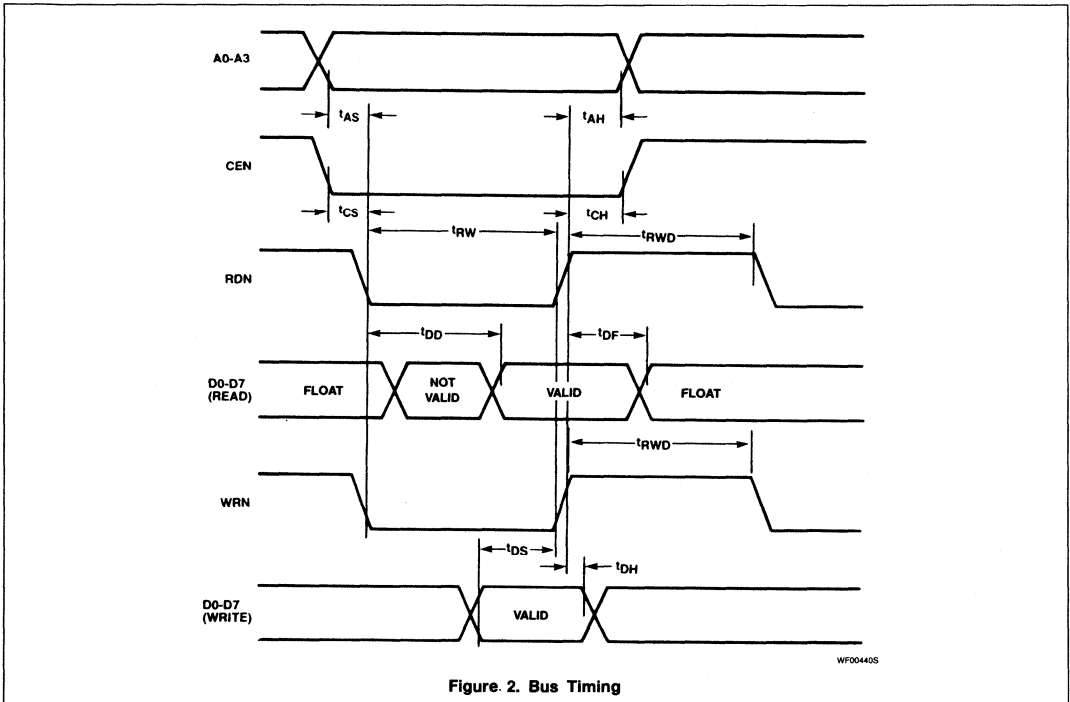 A0-A3
tAS
tAH
CEN
tCS
tCH
tRW
tRWD
RDN
tDD
tDF
D0-D7
(READ)
FLOAT
NOT
VALID
VALID
FLOAT
tRWD
WRN
tDS
tDH
D0-D7
(WRITE)
VALID
WF00440S
Figure. 2. Bus Timing